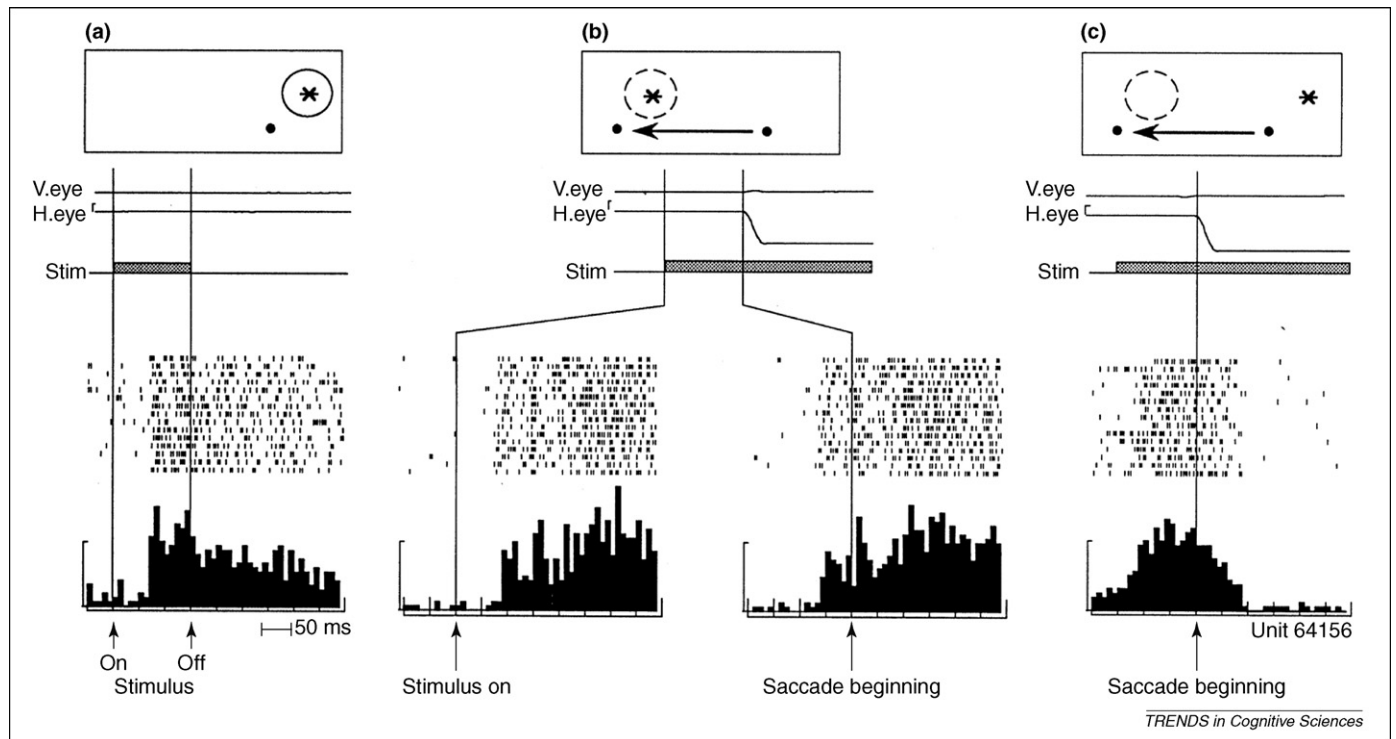 (a)
(b)
(c)
V.eye
H.eye r
Stim
V.eye
H.eye r
Stim
V.eye
H.eye r
Stim
50 ms
Unit 64156
On Off
Stimulus
Stimulus on
Saccade beginning
Saccade beginning
TRENDS in Cognitive Sciences